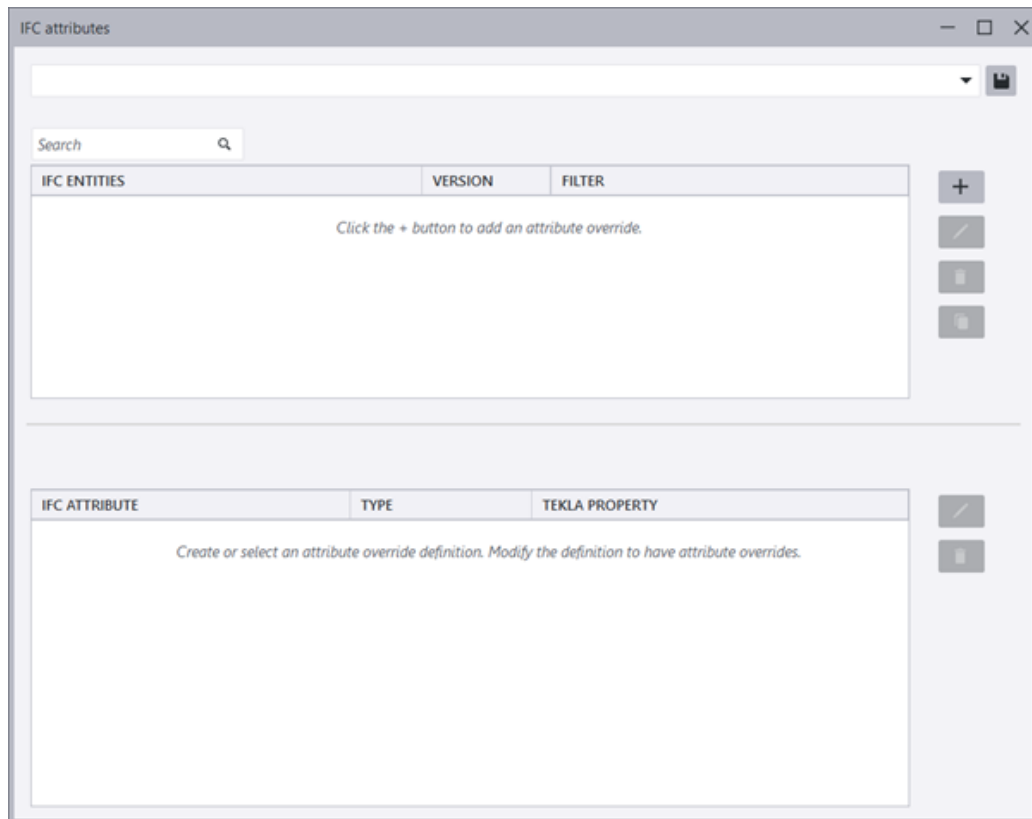 IFC attributes
Search
IFC ENTITIES VERSION FILTER
Click the + button to add an attribute override.
IFC ATTRIBUTE TYPE TEKLA PROPERTY
Create or select an attribute override definition. Modify the definition to have attribute overrides.